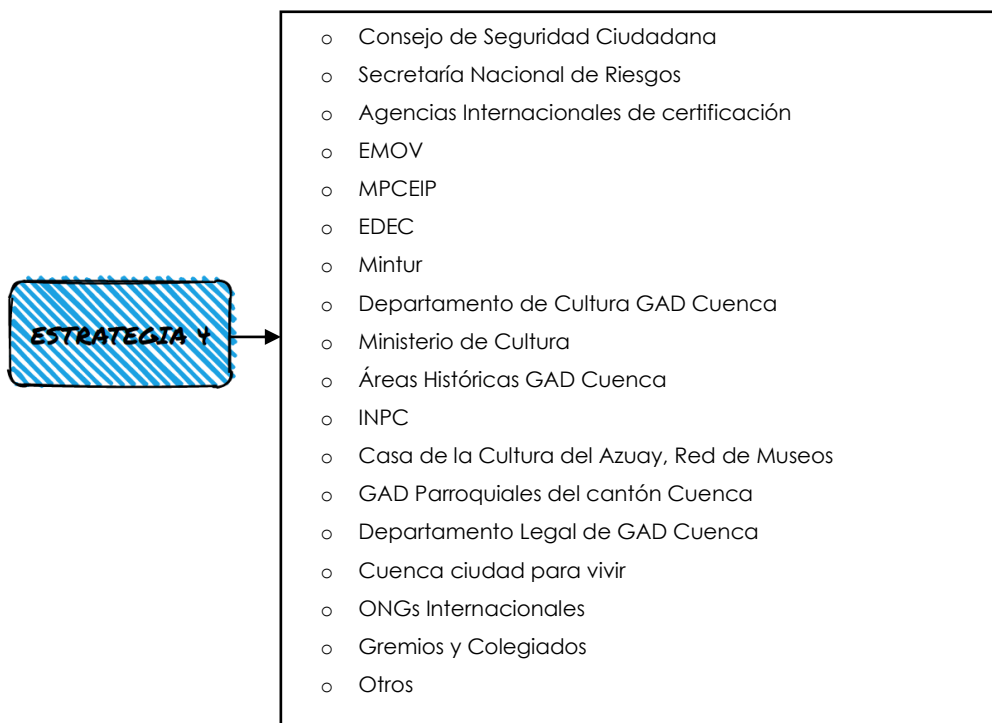 ESTRATEGIA 4
o Consejo de Seguridad Ciudadana
o Secretaría Nacional de Riesgos
o Agencias Internacionales de certificación
o EMOV
o MPCEIP
o EDEC
o Mintur
o Departamento de Cultura GAD Cuenca
o Ministerio de Cultura
o Áreas Históricas GAD Cuenca
o INPC
o Casa de la Cultura del Azuay, Red de Museos
o GAD Parroquiales del cantón Cuenca
o Departamento Legal de GAD Cuenca
o Cuenca ciudad para vivir
o ONGs Internacionales
o Gremios y Colegiados
o Otros